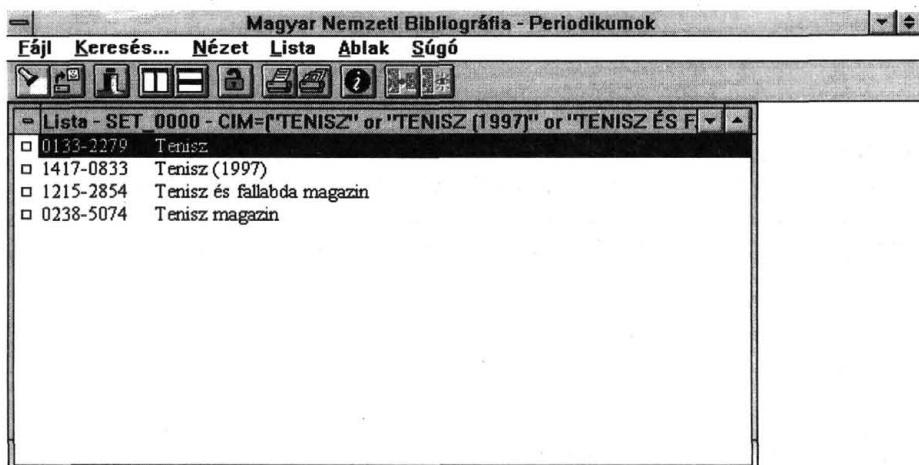 Magyar Nemzeti Bibliográfia - Periodikumok
Fájl Keresés... Nézet Lista Ablak Súgó
Lista - SET_0000 - CIM=("TENISZ" or "TENISZ (1997)" or "TENISZ ÉS F
0133-2279 Tenisz
1417-0833 Tenisz (1997)
1215-2854 Tenisz és fallabda magazin
0238-5074 Tenisz magazin